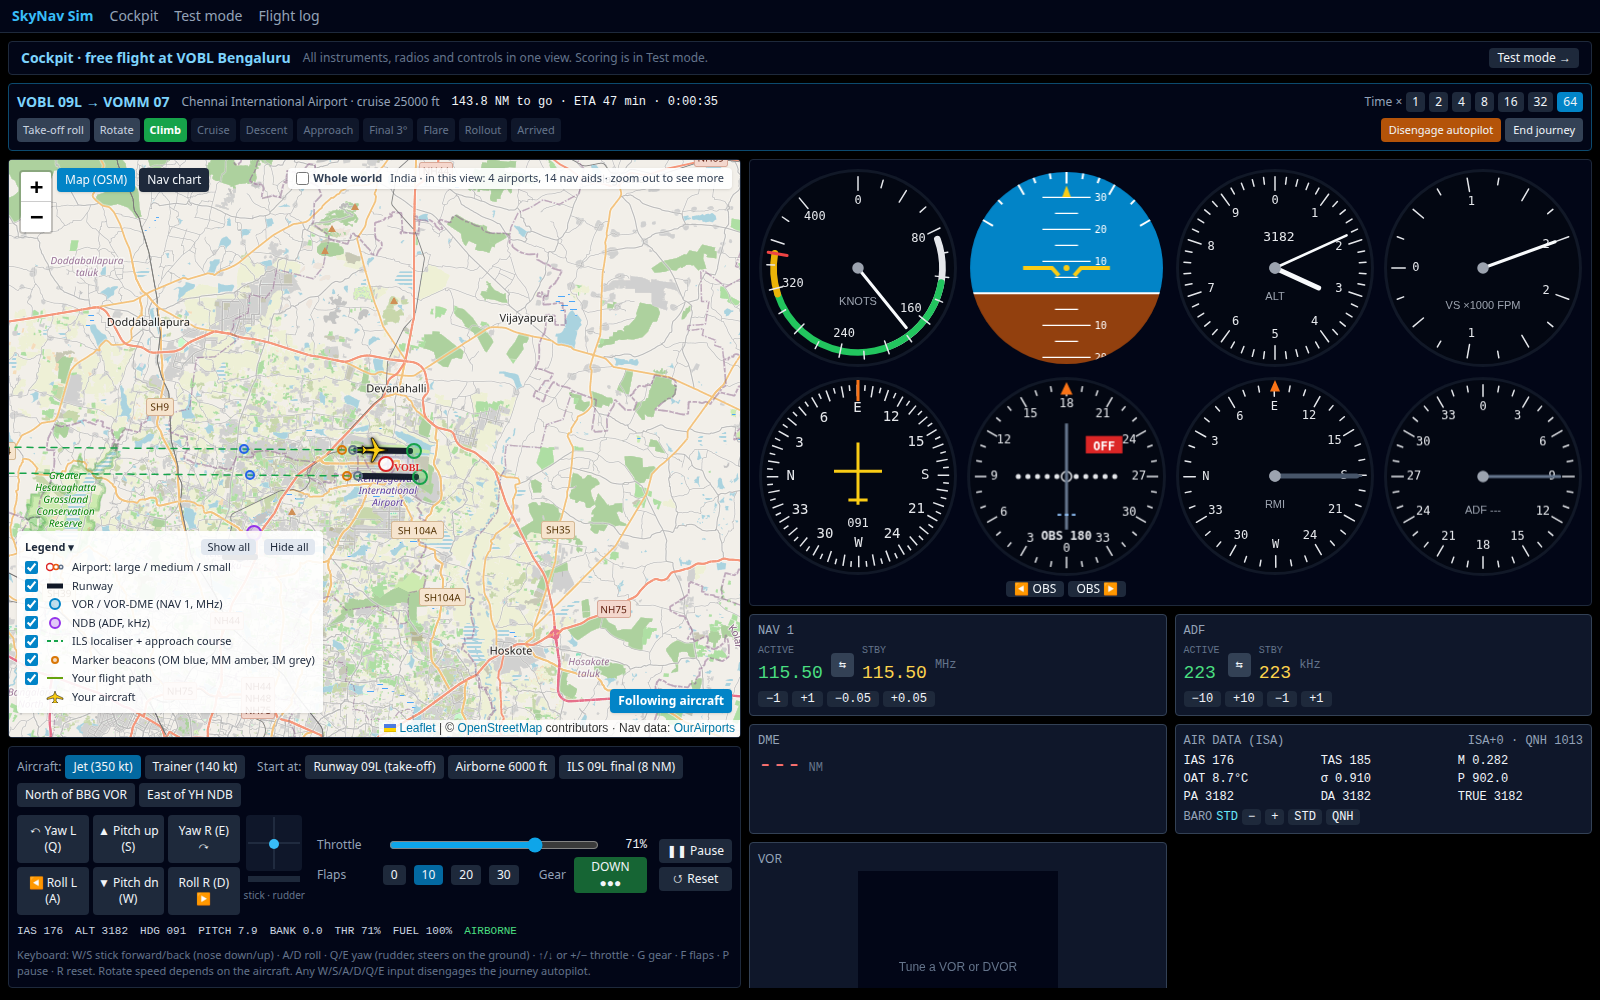 SkyNav Sim Cockpit Test mode Flight log
Cockpit · free flight at VOBL Bengaluru All instruments, radios and controls in one view. Scoring is in Test mode. Test mode →
VOBL 09L → VOMM 07 Chennai International Airport · cruise 25000 ft 143.8 NM to go · ETA 47 min · 0:00:35 Time × 1 2 4 8 16 32 64
Take-off roll Rotate Climb Cruise Descent Approach Final 3° Flare Rollout Arrived Disengage autopilot End journey
+ Map (OSM) Nav chart Whole world India · in this view: 4 airports, 14 nav aids · zoom out to see more
−
Doddaballapura
taluk
Doddaballapura
Vijayapura
Devanahalli
SH9
VOBL
Kempegowda
International
Airport
Greater
Hesaraghatta
Grassland
Conservation
Reserve
SH 104A
SH35
SH104A
NH75
Hoskote
Hosakote
taluk
NH44
NH75
NH44
Legend ▾ Show all Hide all
Airport: large / medium / small
Runway
VOR / VOR-DME (NAV 1, MHz)
NDB (ADF, kHz)
ILS localiser + approach course
Marker beacons (OM blue, MM amber, IM grey)
Your flight path
Your aircraft
Following aircraft
Leaflet | © OpenStreetMap contributors · Nav data: OurAirports
0 80 160 240 320 400
KNOTS
30
20
10
10
20
0 1 2 3 4 5 6 7 8 9
3182
ALT
1 2 0 2 1
VS ×1000 FPM
E 12 15 S 21 24 W 30 33 N 3 6
091
18 21 24 27 30 33 0 3 6 9 12 15
OFF
---
OBS 180
E 12 15 S 21 24 W 30 33 N 3 6
RMI
0 3 6 9 12 15 18 21 24 27 30 33
ADF ---
◀ OBS OBS ▶
NAV 1
ACTIVE STBY
115.50 ⇆ 115.50 MHz
−1 +1 −0.05 +0.05
ADF
ACTIVE STBY
223 ⇆ 223 kHz
−10 +10 −1 +1
DME
--- NM
AIR DATA (ISA) ISA+0 · QNH 1013
IAS 176 TAS 185 M 0.282
OAT 8.7°C σ 0.910 P 902.0
PA 3182 DA 3182 TRUE 3182
BARO STD − + STD QNH
VOR
Tune a VOR or DVOR
Aircraft: Jet (350 kt) Trainer (140 kt) Start at: Runway 09L (take-off) Airborne 6000 ft ILS 09L final (8 NM)
North of BBG VOR East of YH NDB
↶ Yaw L (Q) ▲ Pitch up (S) Yaw R (E) ↷
◀ Roll L (A) ▼ Pitch dn (W) Roll R (D) ▶
stick · rudder
Throttle 71%
Flaps 0 10 20 30 Gear DOWN ●●●
❚❚ Pause
↺ Reset
IAS 176 ALT 3182 HDG 091 PITCH 7.9 BANK 0.0 THR 71% FUEL 100% AIRBORNE
Keyboard: W/S stick forward/back (nose down/up) · A/D roll · Q/E yaw (rudder, steers on the ground) · ↑/↓ or +/− throttle · G gear · F flaps · P
pause · R reset. Rotate speed depends on the aircraft. Any W/S/A/D/Q/E input disengages the journey autopilot.